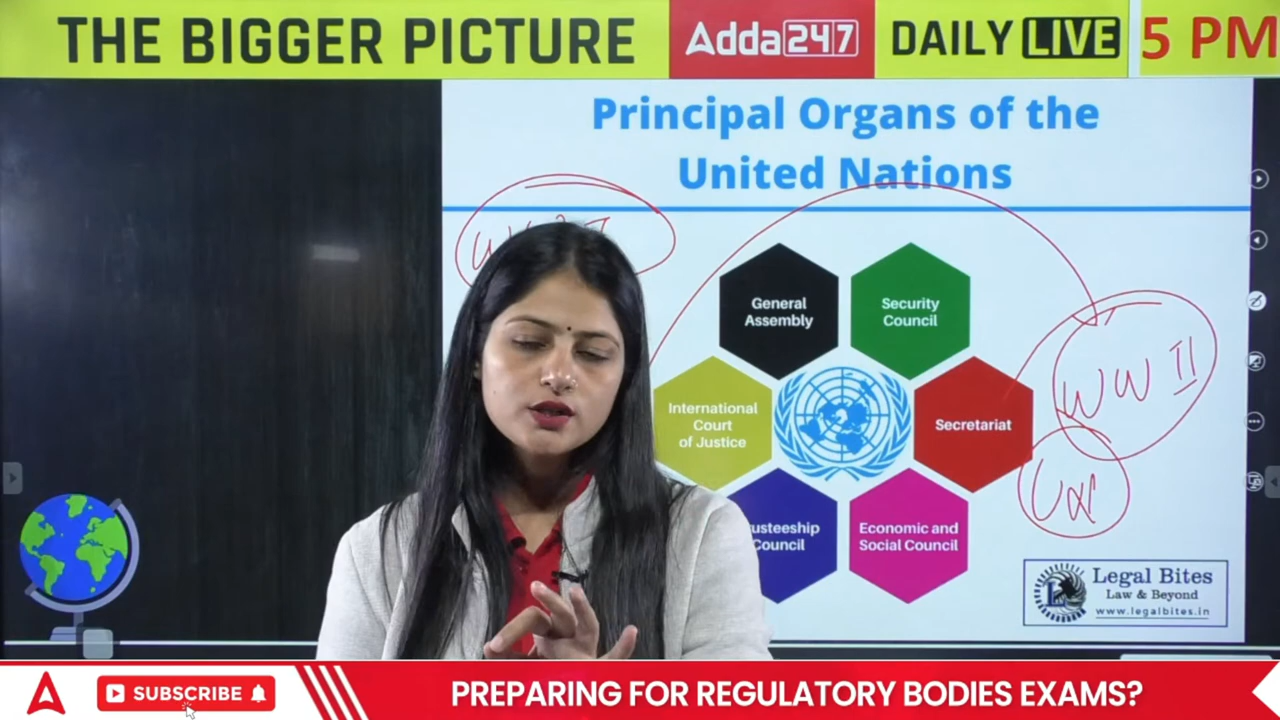 THE BIGGER PICTURE
Adda247
DAILY LIVE
5 PM
Principal Organs of the
United Nations
General
Assembly
Security
Council
International
Court
of Justice
Secretariat
WW II
usteeship
Council
Economic and
Social Council
Legal Bites
Law & Beyond
www.legalbites.in
SUBSCRIBE
PREPARING FOR REGULATORY BODIES EXAMS?